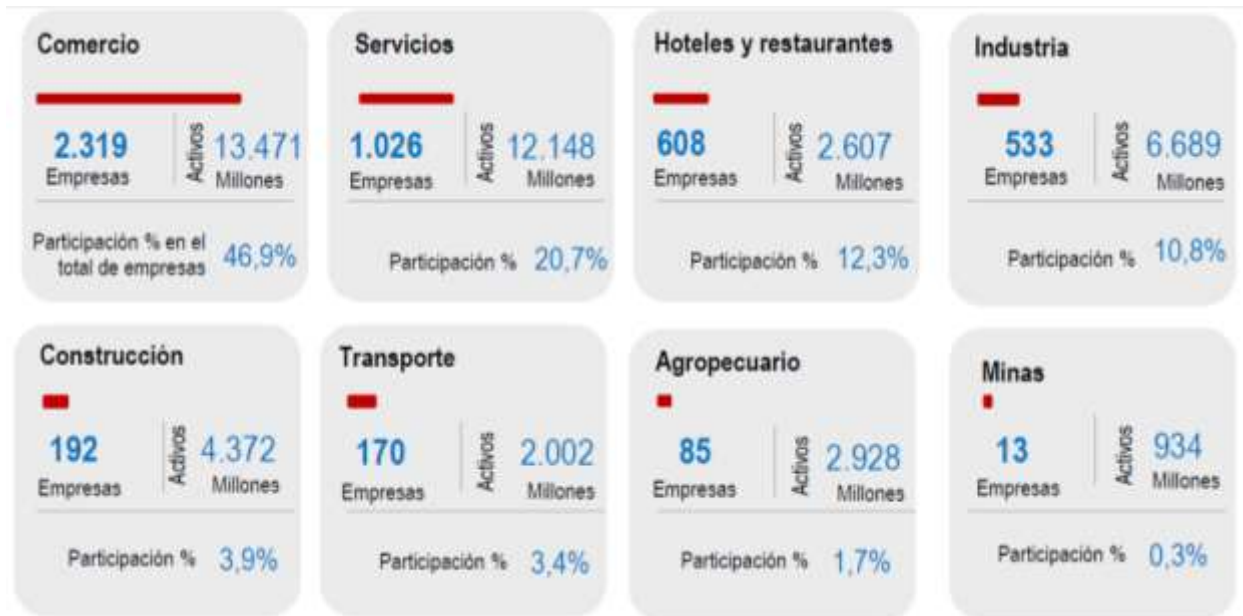 Comercio
2.319
Empresas
Activos
13.471
Millones
Participación % en el
total de empresas
46,9%
Servicios
1.026
Empresas
Activos
12.148
Millones
Participación %
20,7%
Hoteles y restaurantes
608
Empresas
Activos
2.607
Millones
Participación %
12,3%
Industria
533
Empresas
Activos
6.689
Millones
Participación %
10,8%
Construcción
192
Empresas
Activos
4.372
Millones
Participación %
3,9%
Transporte
170
Empresas
Activos
2.002
Millones
Participación %
3,4%
Agropecuario
85
Empresas
Activos
2.928
Millones
Participación %
1,7%
Minas
13
Empresas
Activos
934
Millones
Participación %
0,3%